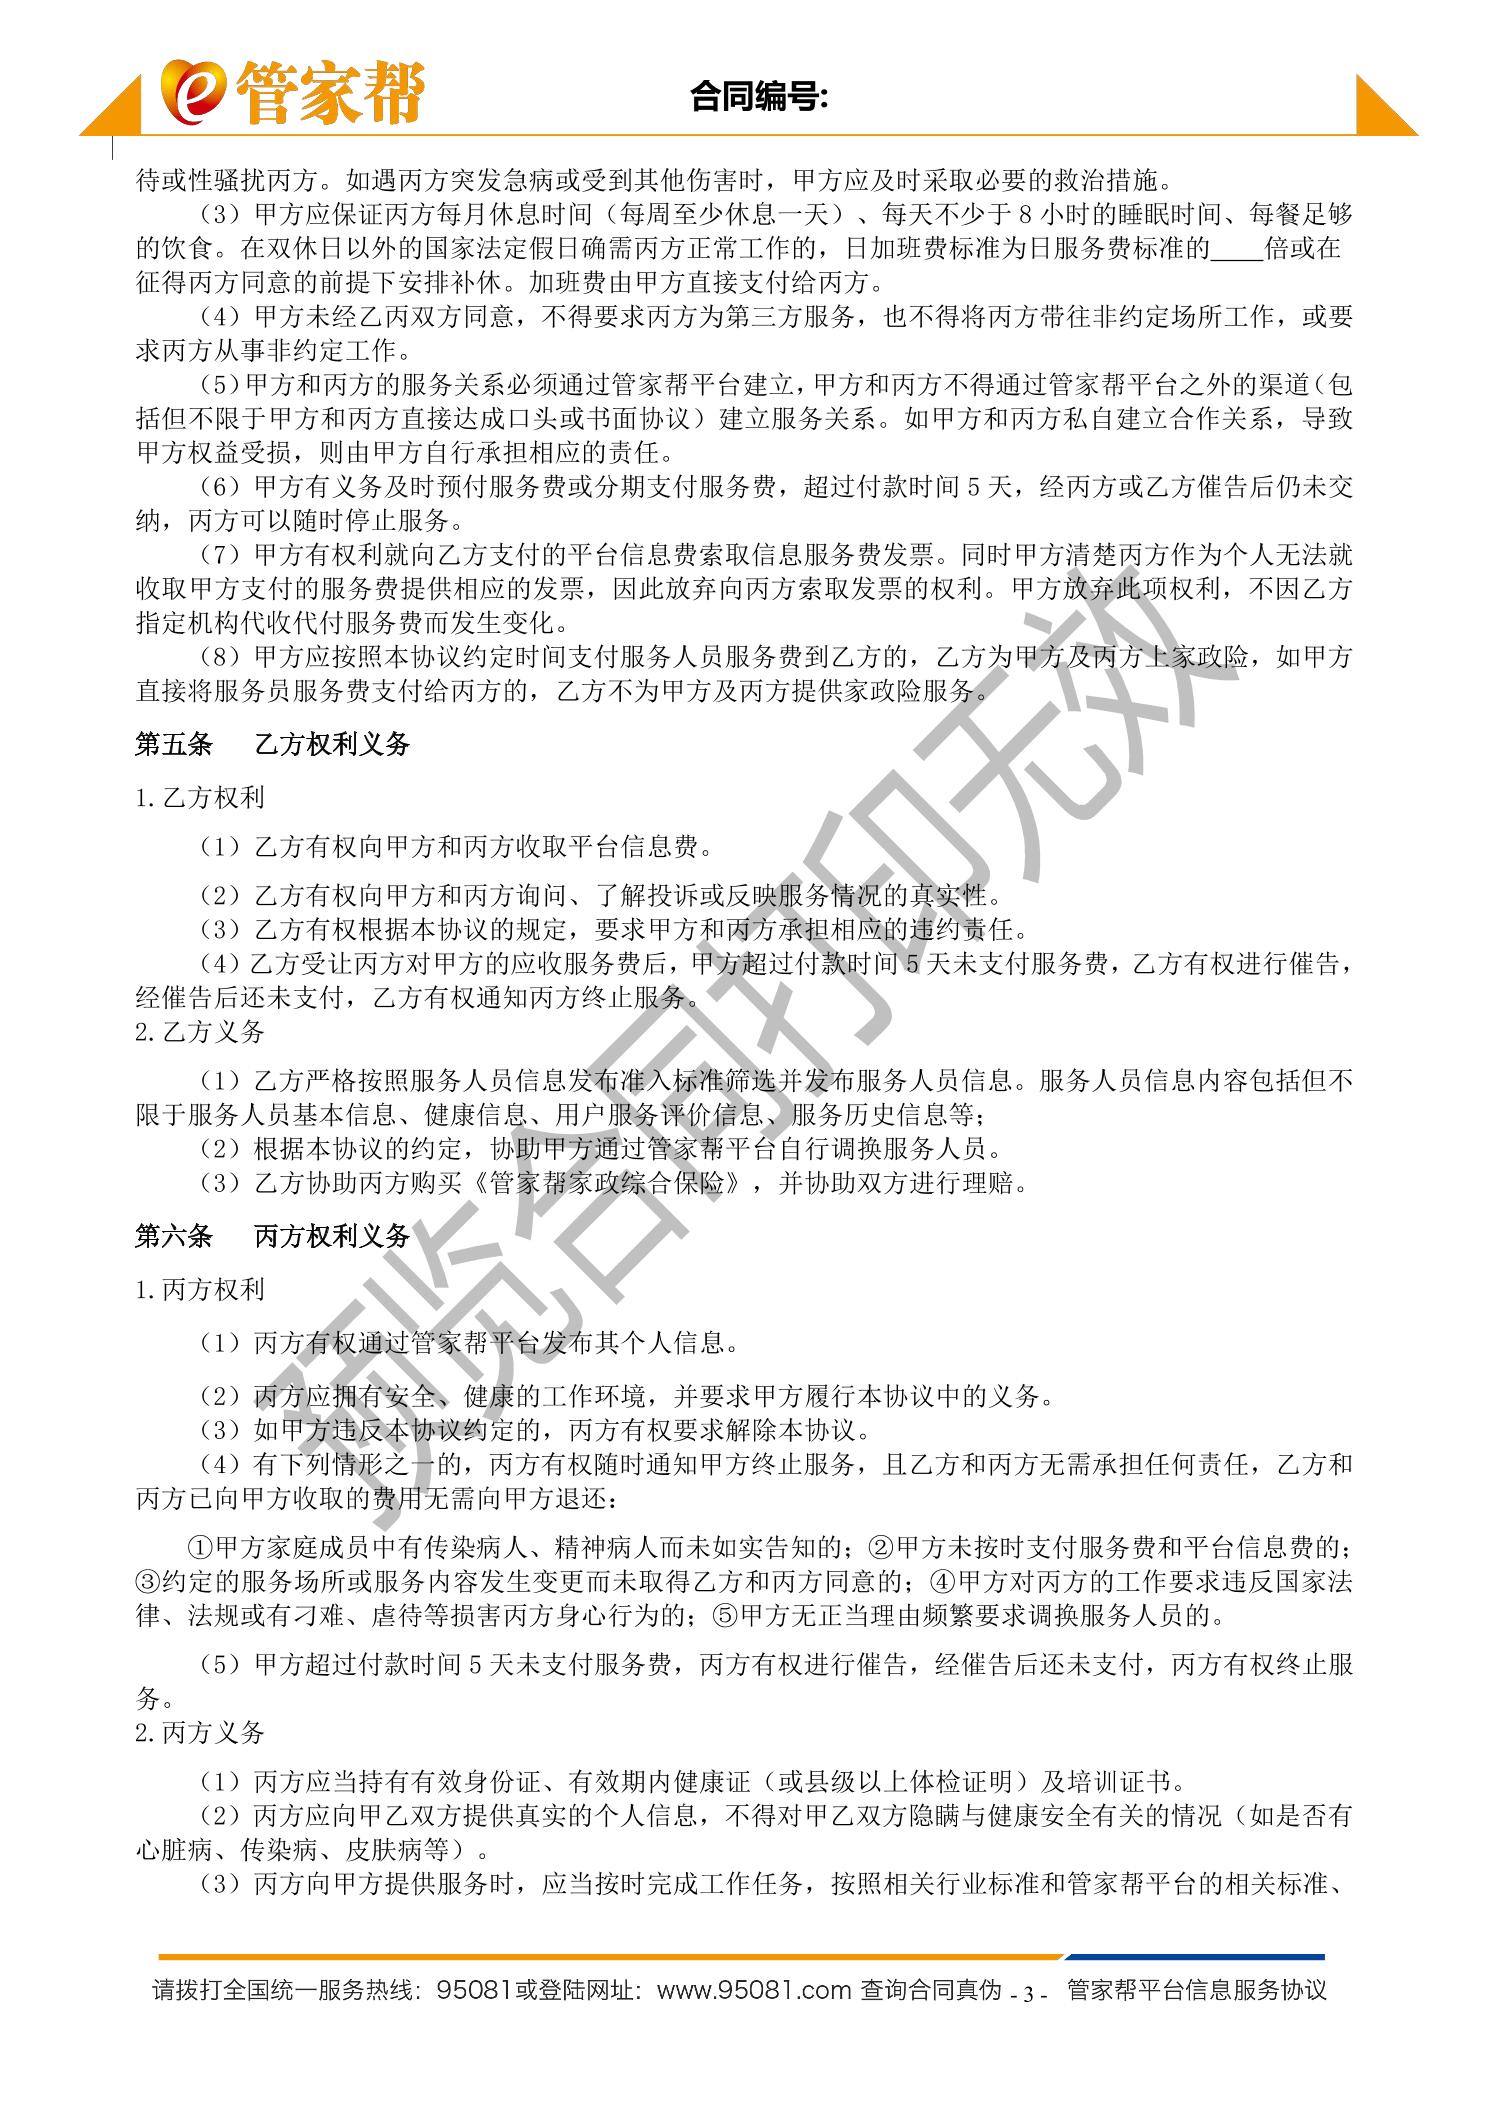 管家帮
合同编号:
待或性骚扰丙方。如遇丙方突发急病或受到其他伤害时，甲方应及时采取必要的救治措施。
（3）甲方应保证丙方每月休息时间（每周至少休息一天）、每天不少于 8 小时的睡眠时间、每餐足够
的饮食。在双休日以外的国家法定假日确需丙方正常工作的，日加班费标准为日服务费标准的____倍或在
征得丙方同意的前提下安排补休。加班费由甲方直接支付给丙方。
（4）甲方未经乙丙双方同意，不得要求丙方为第三方服务，也不得将丙方带往非约定场所工作，或要
求丙方从事非约定工作。
（5）甲方和丙方的服务关系必须通过管家帮平台建立，甲方和丙方不得通过管家帮平台之外的渠道（包
括但不限于甲方和丙方直接达成口头或书面协议）建立服务关系。如甲方和丙方私自建立合作关系，导致
甲方权益受损，则由甲方自行承担相应的责任。
（6）甲方有义务及时预付服务费或分期支付服务费，超过付款时间 5 天，经丙方或乙方催告后仍未交
纳，丙方可以随时停止服务。
（7）甲方有权利就向乙方支付的平台信息费索取信息服务费发票。同时甲方清楚丙方作为个人无法就
收取甲方支付的服务费提供相应的发票，因此放弃向丙方索取发票的权利。甲方放弃此项权利，不因乙方
指定机构代收代付服务费而发生变化。
（8）甲方应按照本协议约定时间支付服务人员服务费到乙方的，乙方为甲方及丙方上家政险，如甲方
直接将服务员服务费支付给丙方的，乙方不为甲方及丙方提供家政险服务。
第五条 乙方权利义务
1.乙方权利
（1）乙方有权向甲方和丙方收取平台信息费。
（2）乙方有权向甲方和丙方询问、了解投诉或反映服务情况的真实性。
（3）乙方有权根据本协议的规定，要求甲方和丙方承担相应的违约责任。
（4）乙方受让丙方对甲方的应收服务费后，甲方超过付款时间 5 天未支付服务费，乙方有权进行催告，
经催告后还未支付，乙方有权通知丙方终止服务。
2.乙方义务
（1）乙方严格按照服务人员信息发布准入标准筛选并发布服务人员信息。服务人员信息内容包括但不
限于服务人员基本信息、健康信息、用户服务评价信息、服务历史信息等；
（2）根据本协议的约定，协助甲方通过管家帮平台自行调换服务人员。
（3）乙方协助丙方购买《管家帮家政综合保险》，并协助双方进行理赔。
第六条 丙方权利义务
1.丙方权利
（1）丙方有权通过管家帮平台发布其个人信息。
（2）丙方应拥有安全、健康的工作环境，并要求甲方履行本协议中的义务。
（3）如甲方违反本协议约定的，丙方有权要求解除本协议。
（4）有下列情形之一的，丙方有权随时通知甲方终止服务，且乙方和丙方无需承担任何责任，乙方和
丙方已向甲方收取的费用无需向甲方退还：
①甲方家庭成员中有传染病人、精神病人而未如实告知的；②甲方未按时支付服务费和平台信息费的；
③约定的服务场所或服务内容发生变更而未取得乙方和丙方同意的；④甲方对丙方的工作要求违反国家法
律、法规或有刁难、虐待等损害丙方身心行为的；⑤甲方无正当理由频繁要求调换服务人员的。
（5）甲方超过付款时间 5 天未支付服务费，丙方有权进行催告，经催告后还未支付，丙方有权终止服
务。
2.丙方义务
（1）丙方应当持有有效身份证、有效期内健康证（或县级以上体检证明）及培训证书。
（2）丙方应向甲乙双方提供真实的个人信息，不得对甲乙双方隐瞒与健康安全有关的情况（如是否有
心脏病、传染病、皮肤病等）。
（3）丙方向甲方提供服务时，应当按时完成工作任务，按照相关行业标准和管家帮平台的相关标准、
预览合同打印无效
请拨打全国统一服务热线：95081或登陆网址：www.95081.com 查询合同真伪 - 3 - 管家帮平台信息服务协议